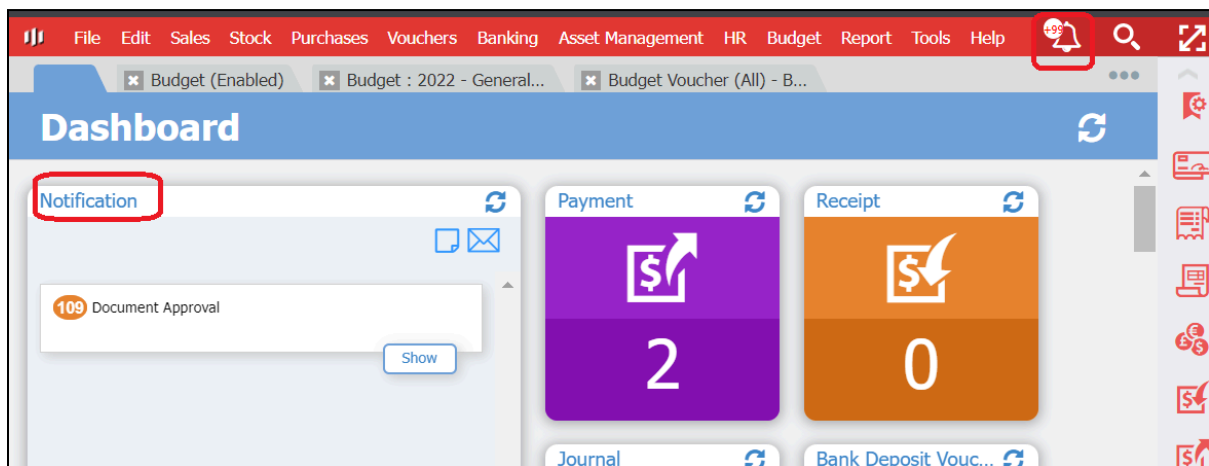 File Edit Sales Stock Purchases Vouchers Banking Asset Management HR Budget Report Tools Help +99
Budget (Enabled) Budget : 2022 - General... Budget Voucher (All) - B...
Dashboard
Notification Payment Receipt
109 Document Approval
Show
2 0
Journal Bank Deposit Vouc...